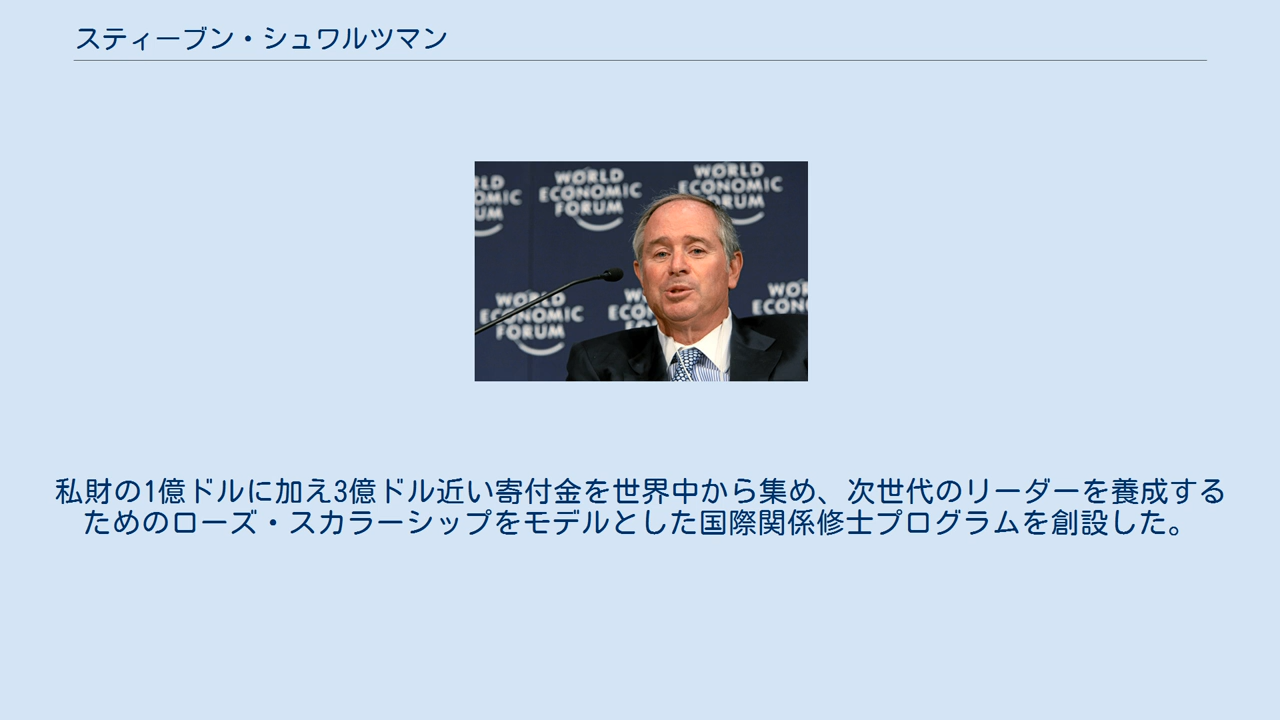 スティーブン・シュワルツマン
WORLD
ECONOMIC
FORUM
WORLD
ECONOMIC
FORUM
WORLD
ECONOMIC
FORUM
私財の1億ドルに加え3億ドル近い寄付金を世界中から集め、次世代のリーダーを養成する
ためのローズ・スカラーシップをモデルとした国際関係修士プログラムを創設した。